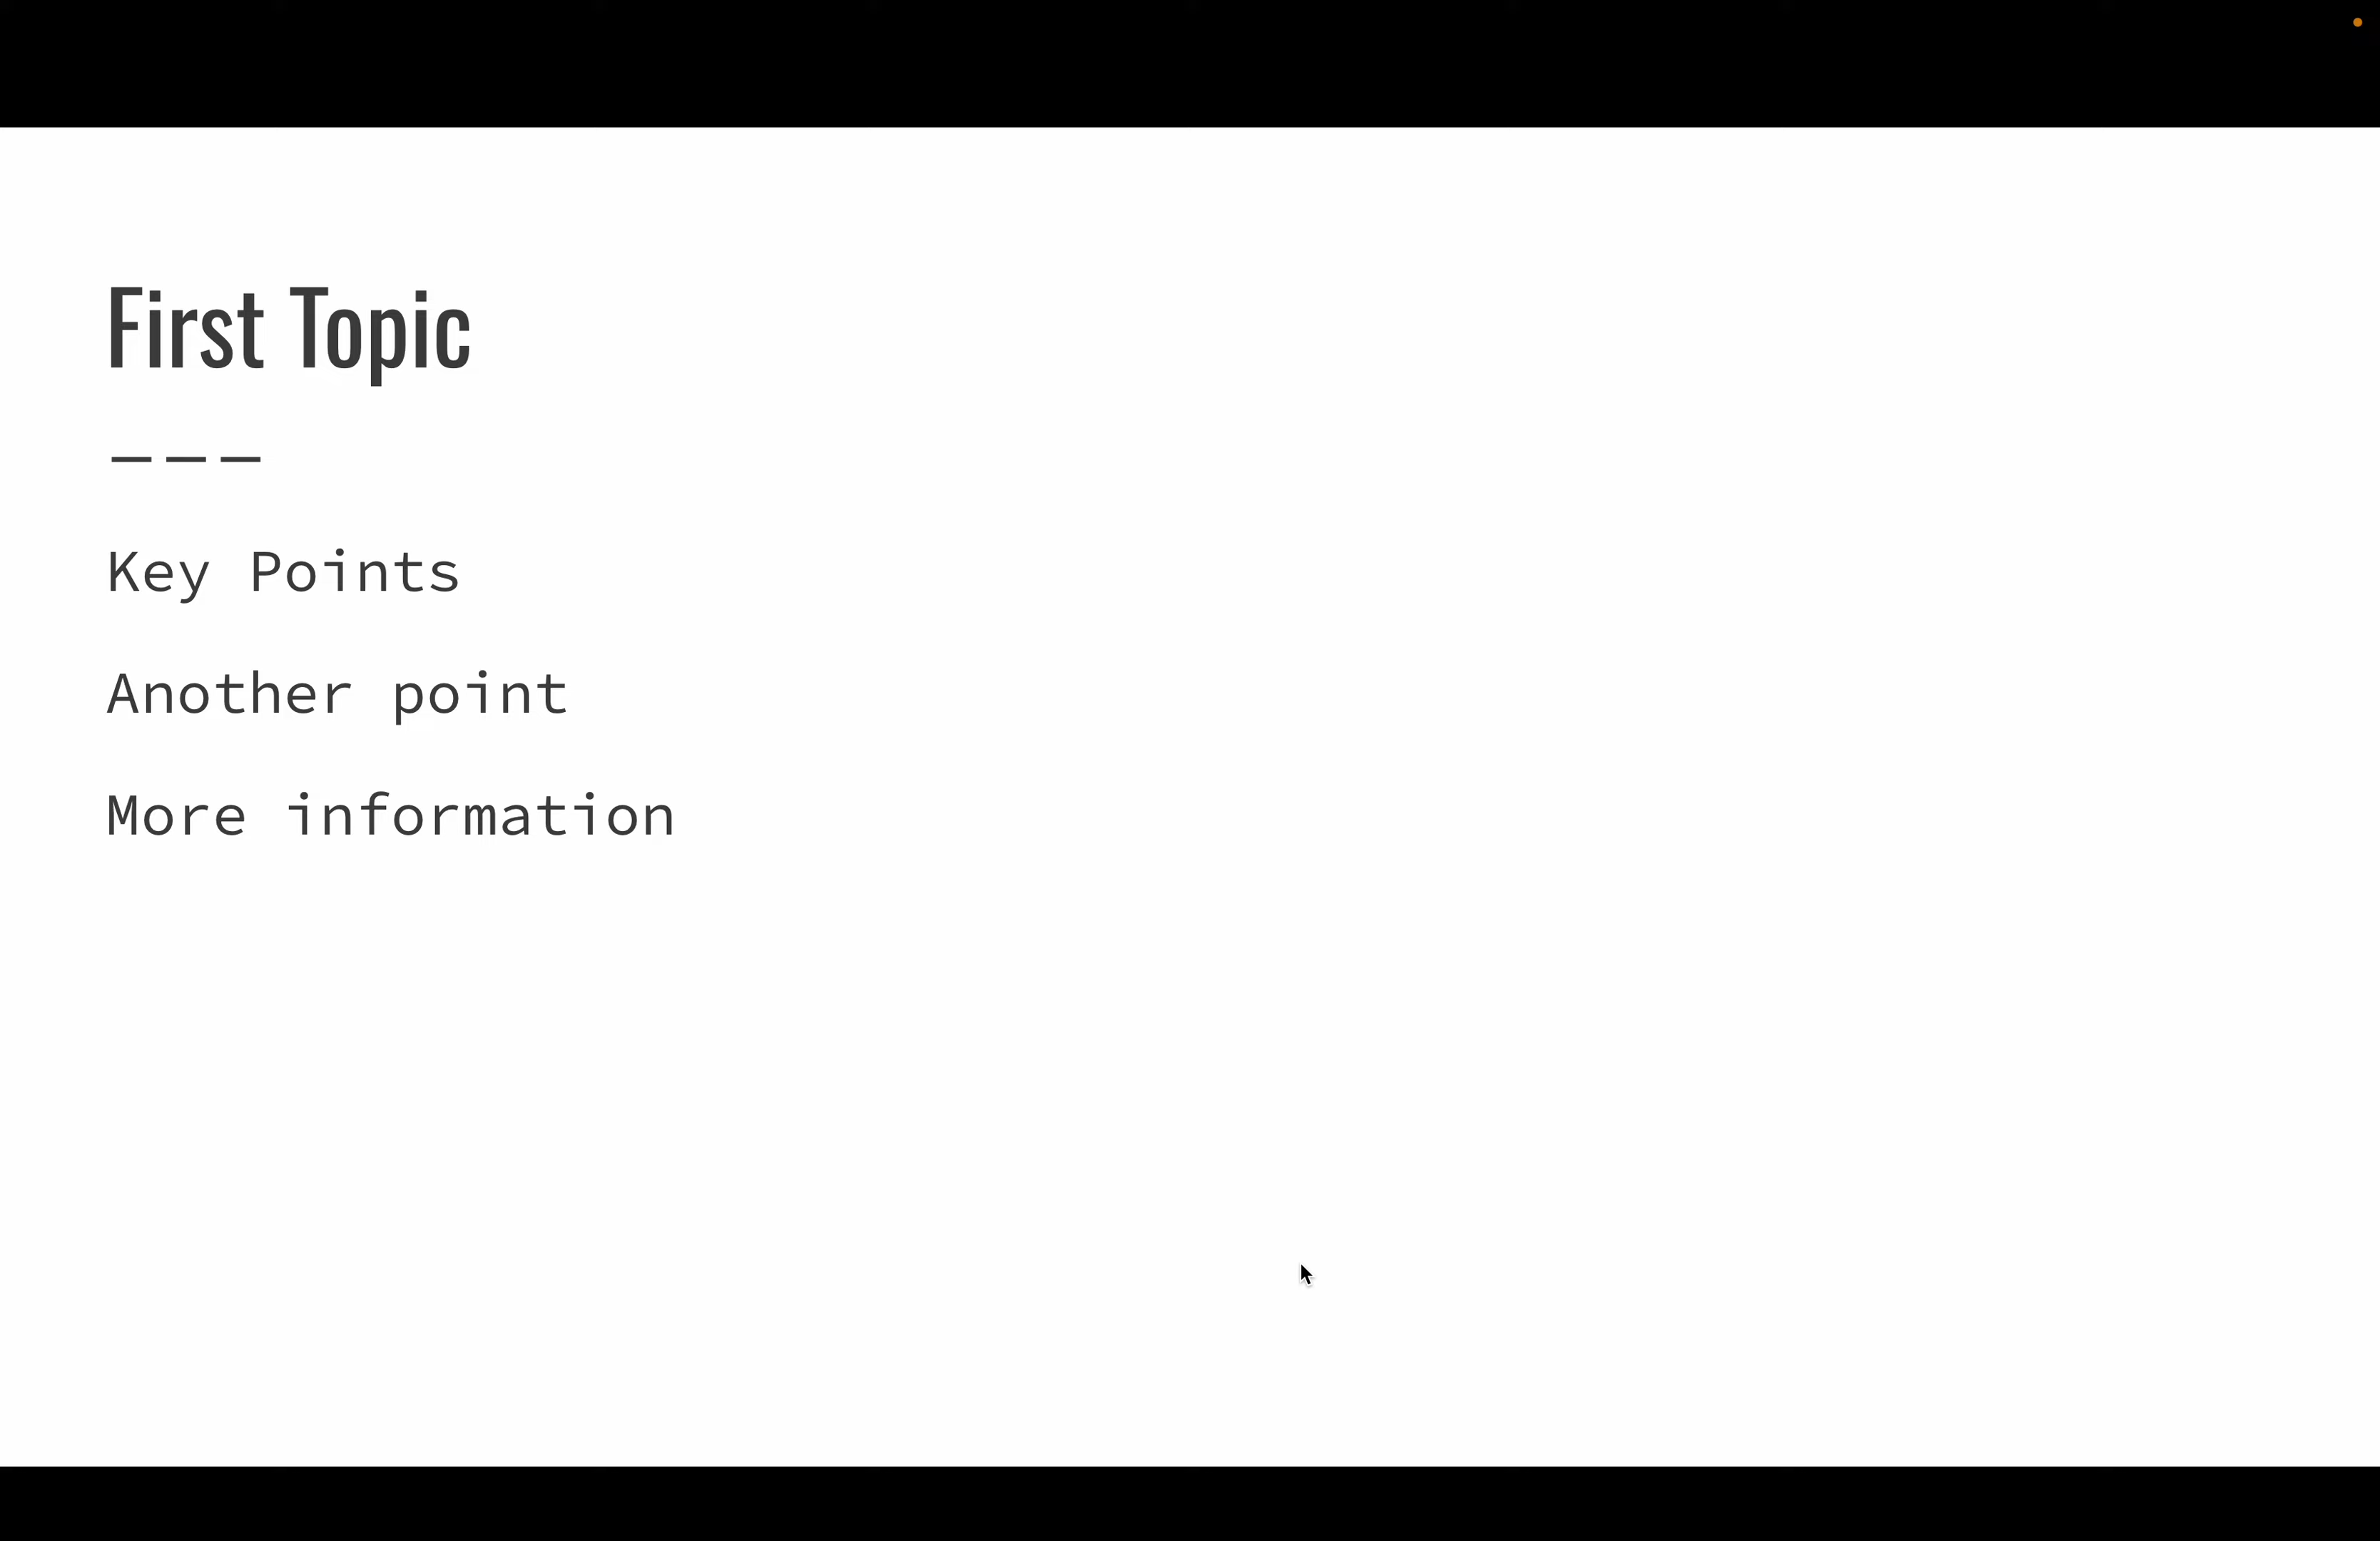 First Topic
———
Key Points
Another point
More information